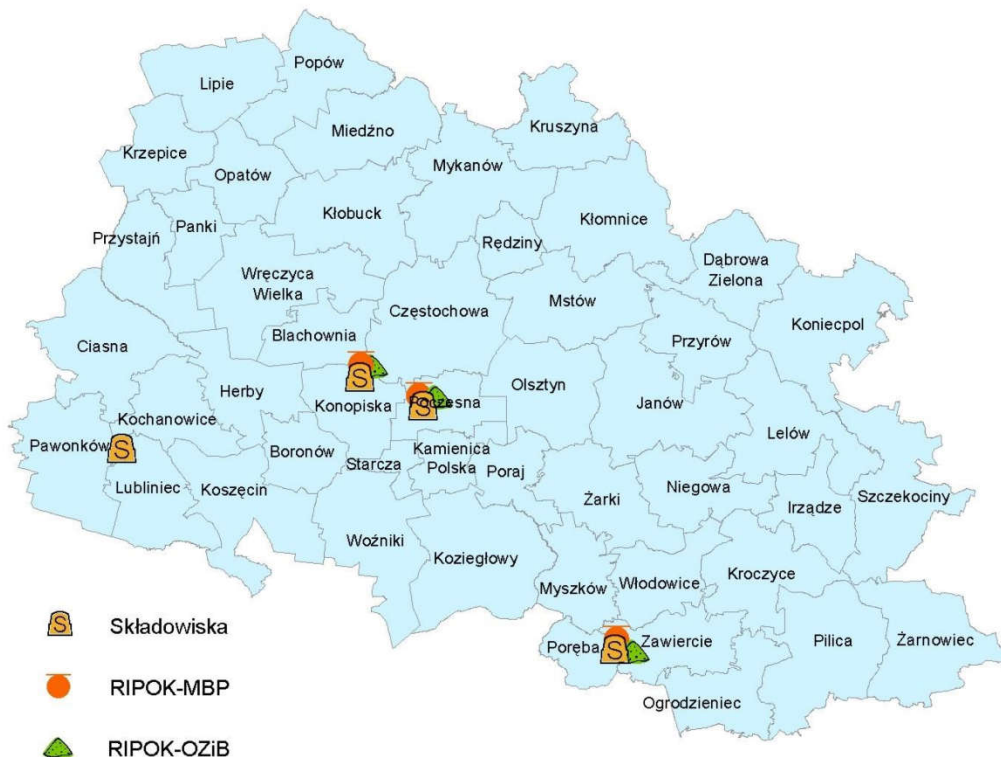 Popów
Lipie
Kruszyna
Miedźno
Krzepice
Mykanów
Opatów
Kłobuck
Kłomnice
Panki
Przystajń
Rędziny
Dąbrowa
Zielona
Wręczyca
Wielka
Mstów
Częstochowa
Koniecpol
Blachownia
Przyrów
Ciasna
S
Olsztyn
Herby
Konopiska
S
Poczesna
Janów
Kochanowice
Lelów
Pawonków
S
Boronów
Kamienica
Polska
Starcza
Poraj
Lubliniec
Koszęcin
Niegowa
Żarki
Szczekociny
Irządze
Woźniki
Koziegłowy
Kroczyce
Myszków
Włodowice
S
Składowiska
Poręba
S
Zawiercie
Pilica
Żarnowiec
RIPOK-MBP
Ogrodzieniec
RIPOK-OZiB